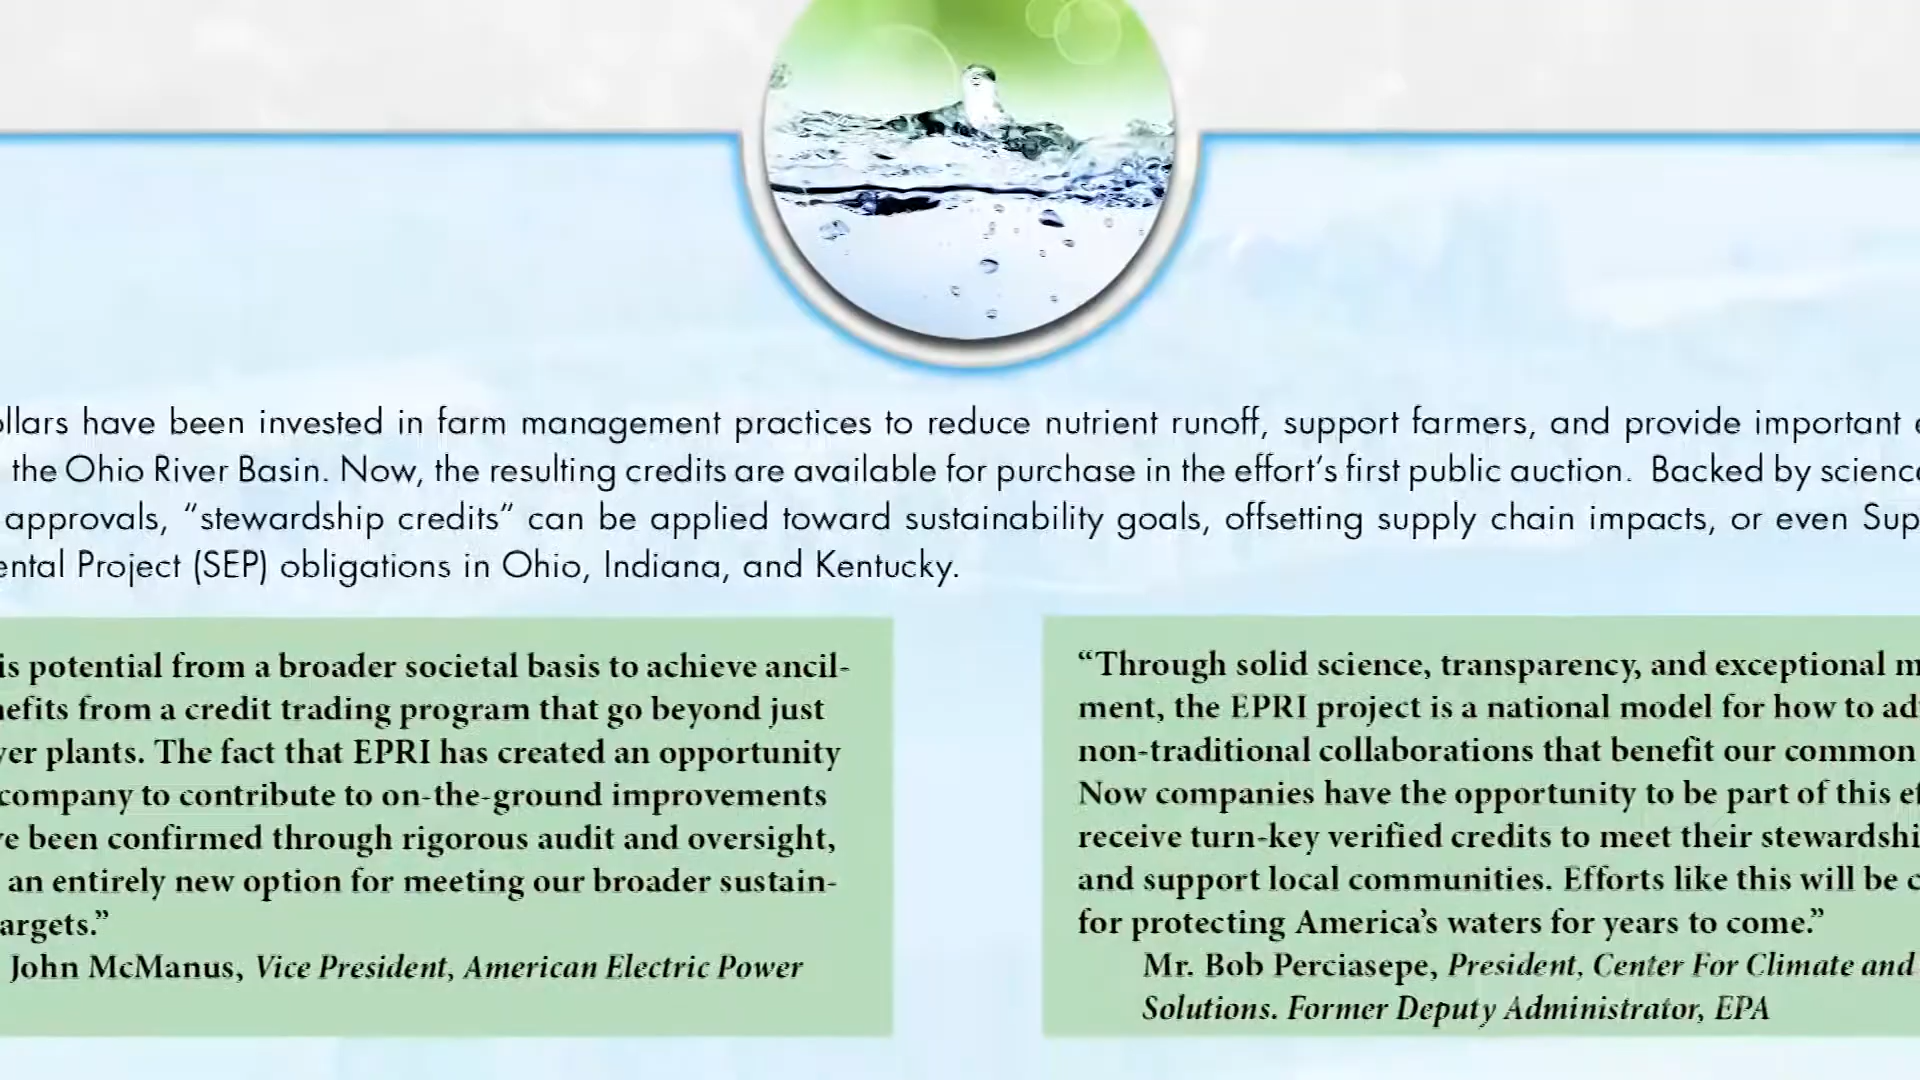 have been invested in farm management practices to reduce nutrient runoff, support farmers, and provide important
the Ohio River Basin. Now, the resulting credits are available for purchase in the effort's first public auction. Backed by
approvals, "stewardship credits" can be applied toward sustainability goals, offsetting supply chain impacts, or even
Project (SEP) obligations in Ohio, Indiana, and Kentucky.
is potential from a broader societal basis to achieve ancil-
from a credit trading program that go beyond just
plants. The fact that EPRI has created an opportunity
company to contribute to on-the-ground improvements
been confirmed through rigorous audit and oversight,
an entirely new option for meeting our broader sustain-
John McManus, Vice President, American Electric Power
“Through solid science, transparency, and exceptional
ment, the EPRI project is a national model for how to
non-traditional collaborations that benefit our common
Now companies have the opportunity to be part of this
receive turn-key verified credits to meet their
and support local communities. Efforts like this will be
for protecting America’s waters for years to come.”
Mr. Bob Perciasepe, President, Center For Climate and
Solutions. Former Deputy Administrator, EPA